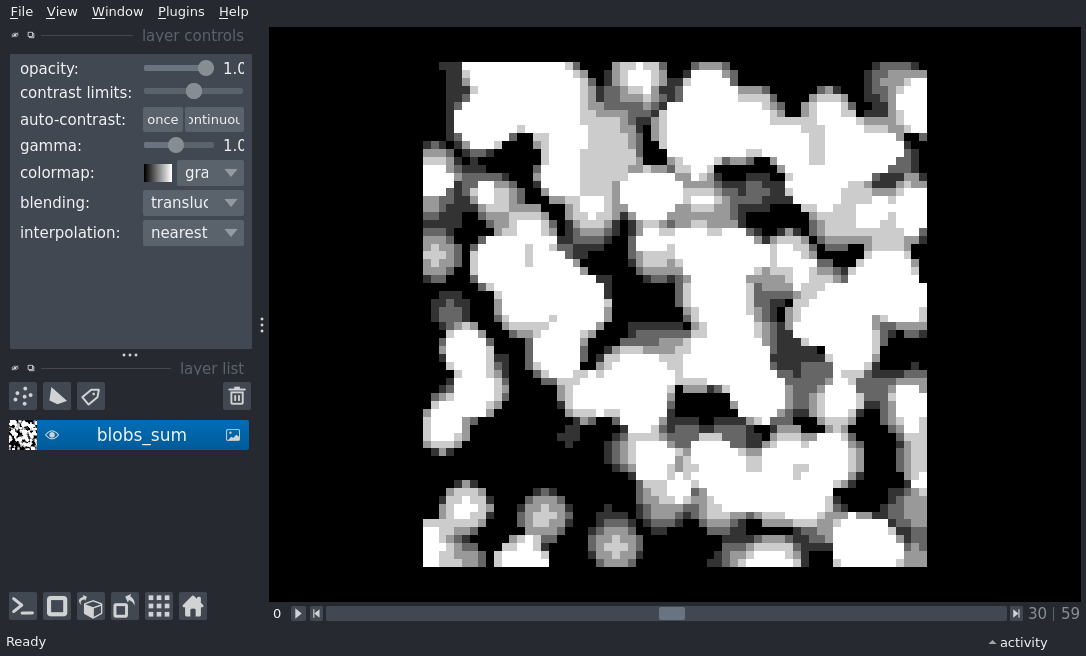 File View Window Plugins Help
layer controls
opacity: 1.0
contrast limits:
auto-contrast: once ontinuou
gamma: 1.0
colormap: gra
blending: transluc
interpolation: nearest
layer list
blobs_sum
0 30 | 59
Ready activity